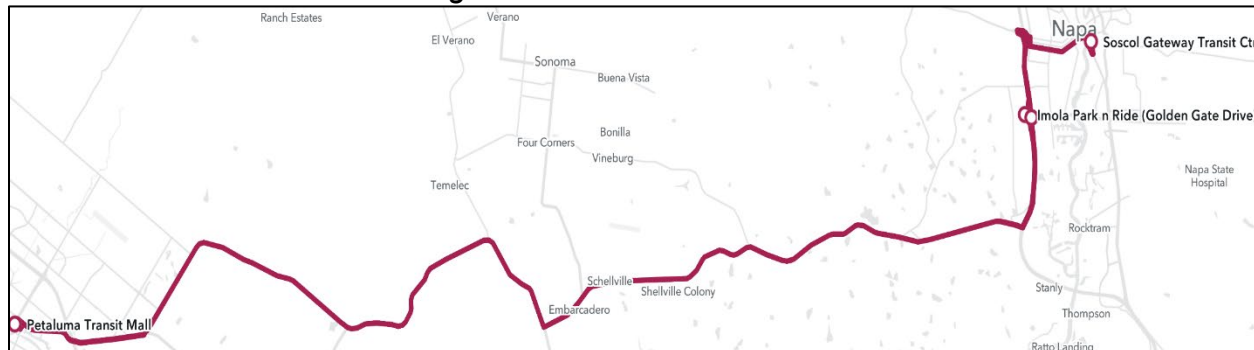 Ranch Estates
Verano
El Verano
Napa
Soscol Gateway Transit Ctr
Sonoma
Buena Vista
Imola Park n Ride (Golden Gate Drive
Bonilla
Four Corners
Vineburg
Napa State
Hospital
Temelec
Rocktram
Schellville
Shellville Colony
Stanly
Embarcadero
Thompson
Petaluma Transit Mall
Ratto Landing